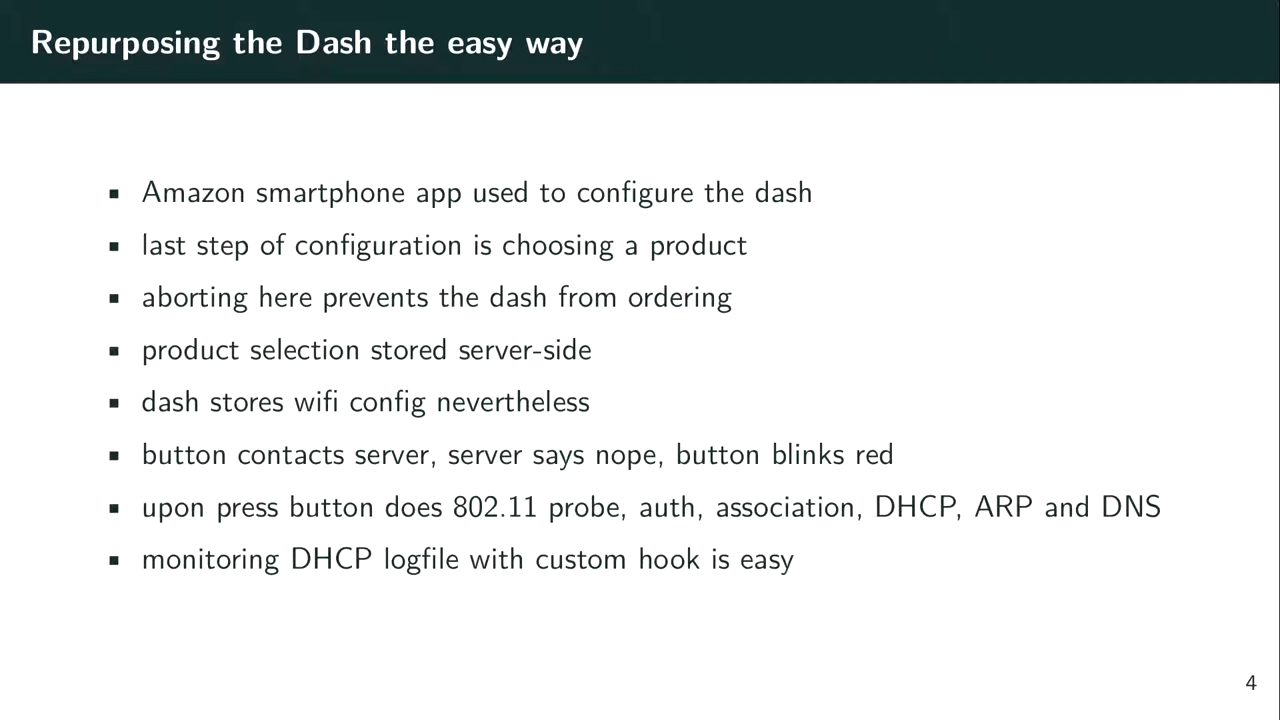 Repurposing the Dash the easy way
▪ Amazon smartphone app used to configure the dash
▪ last step of configuration is choosing a product
▪ aborting here prevents the dash from ordering
▪ product selection stored server-side
▪ dash stores wifi config nevertheless
▪ button contacts server, server says nope, button blinks red
▪ upon press button does 802.11 probe, auth, association, DHCP, ARP and DNS
▪ monitoring DHCP logfile with custom hook is easy
4